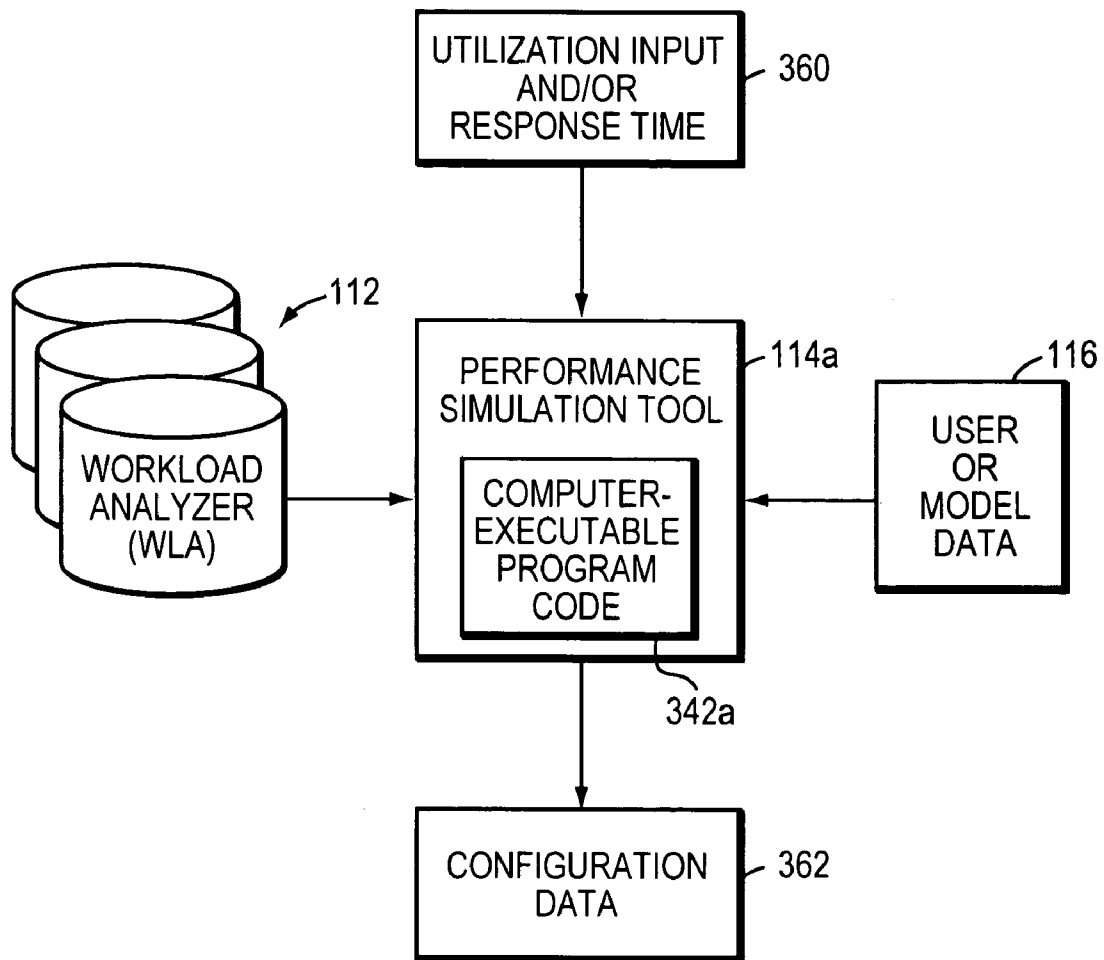 UTILIZATION INPUT
AND/OR
RESPONSE TIME
360
112
WORKLOAD
ANALYZER
(WLA)
PERFORMANCE
SIMULATION TOOL
114a
COMPUTER-
EXECUTABLE
PROGRAM
CODE
342a
116
USER
OR
MODEL
DATA
CONFIGURATION
DATA
362